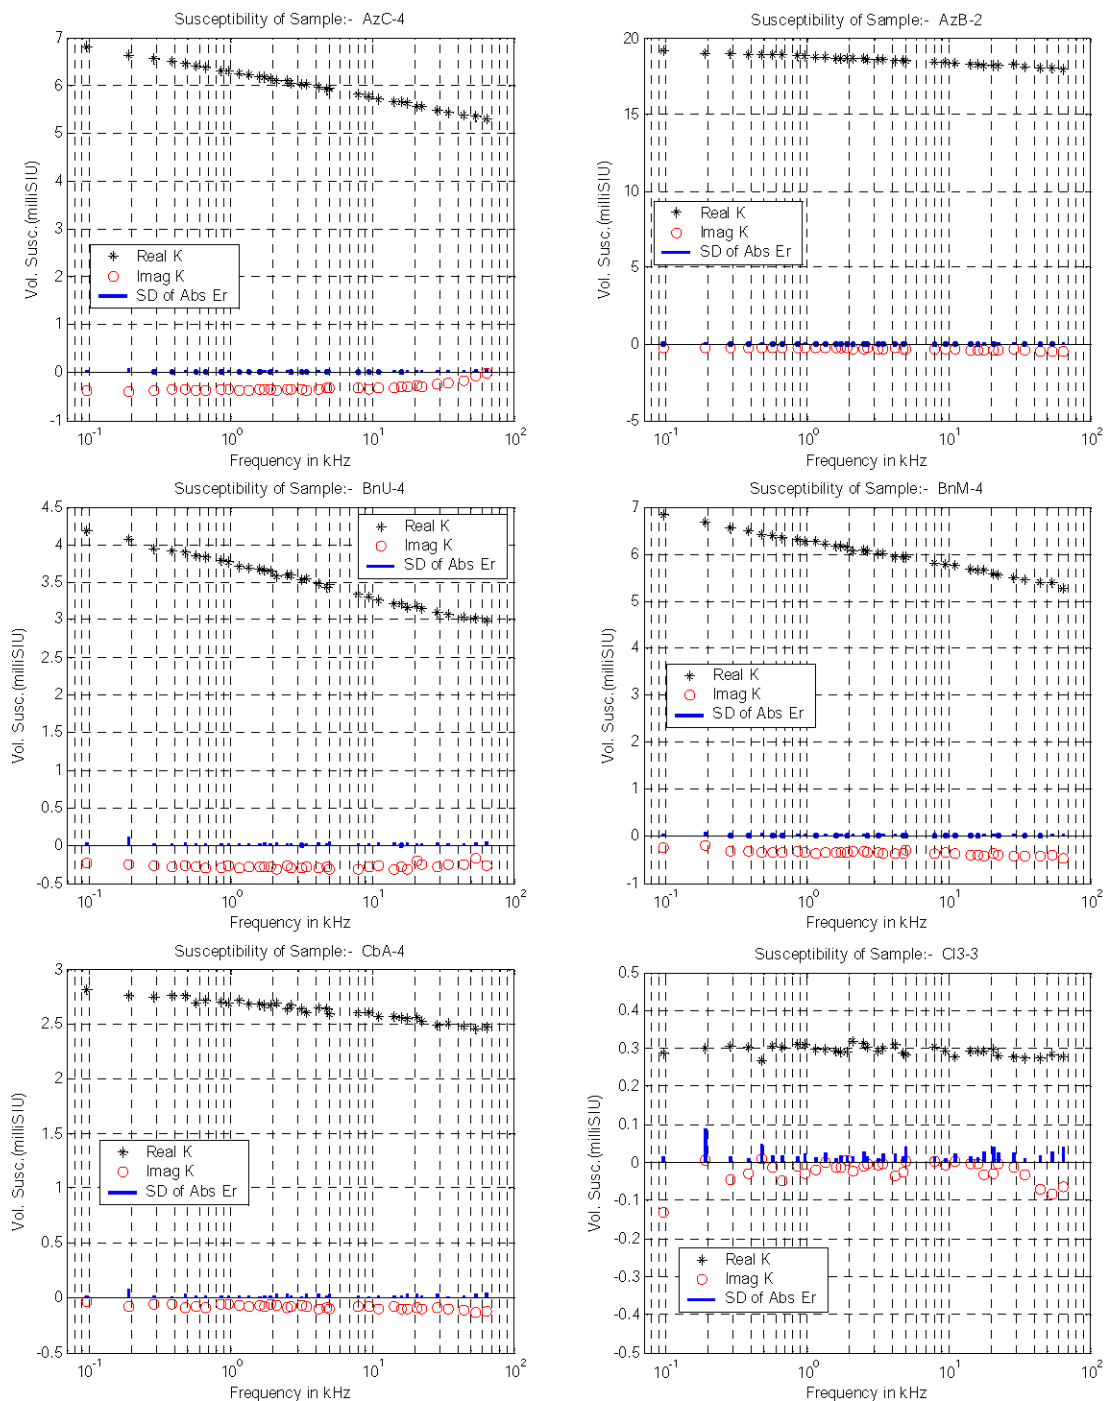 Susceptibility of Sample:- AzC-4
7
6
5
4
3
2
1
0
-1
Vol. Susc.(milliSIU)
Real K
Imag K
SD of Abs Er
10-1
100
101
102
Frequency in kHz
Susceptibility of Sample:- AzB-2
20
15
10
5
0
-5
Vol. Susc.(milliSIU)
Real K
Imag K
SD of Abs Er
10-1
100
101
102
Frequency in kHz
Susceptibility of Sample:- BnU-4
4.5
4
3.5
3
2.5
2
1.5
1
0.5
0
-0.5
Vol. Susc.(milliSIU)
Real K
Imag K
SD of Abs Er
10-1
100
101
102
Frequency in kHz
Susceptibility of Sample:- BnM-4
7
6
5
4
3
2
1
0
-1
Vol. Susc.(milliSIU)
Real K
Imag K
SD of Abs Er
10-1
100
101
102
Frequency in kHz
Susceptibility of Sample:- CbA-4
3
2.5
2
1.5
1
0.5
0
-0.5
Vol. Susc.(milliSIU)
Real K
Imag K
SD of Abs Er
10-1
100
101
102
Frequency in kHz
Susceptibility of Sample:- Cl3-3
0.5
0.4
0.3
0.2
0.1
0
-0.1
-0.2
-0.3
-0.4
-0.5
Vol. Susc.(milliSIU)
Real K
Imag K
SD of Abs Er
10-1
100
101
102
Frequency in kHz